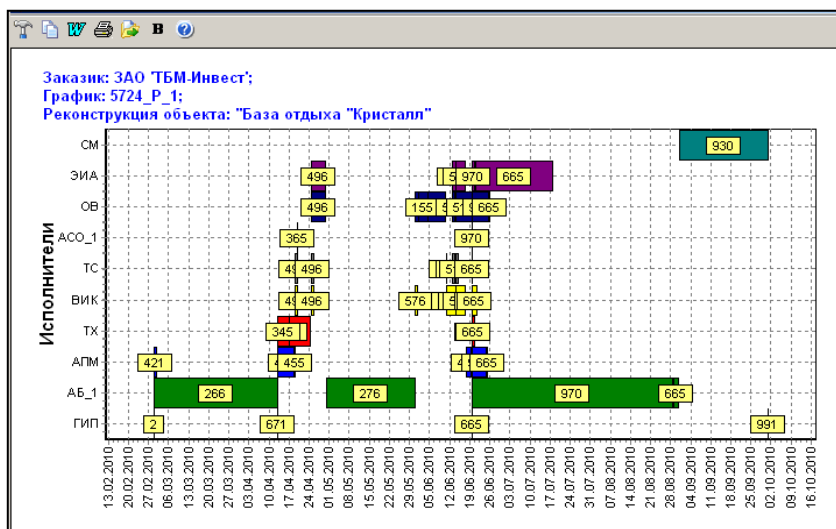 W B ?
Заказик: ЗАО 'ТБМ-Инвест';
График: 5724_Р_1;
Реконструкция объекта: "База отдыха "Кристалл"
Исполнители
СМ 930
ЭИА 496 970 665
ОВ 496 155 665
АСО_1 365 970
ТС 496 665
ВИК 496 576 665
ТХ 345 665
АПМ 421 455 665
АБ_1 266 276 970 665
ГИП 2 671 665 991
13.02.2010 20.02.2010 27.02.2010 06.03.2010 13.03.2010 20.03.2010 27.03.2010 03.04.2010 10.04.2010 17.04.2010 24.04.2010 01.05.2010 08.05.2010 15.05.2010 22.05.2010 29.05.2010 05.06.2010 12.06.2010 19.06.2010 26.06.2010 03.07.2010 10.07.2010 17.07.2010 24.07.2010 31.07.2010 07.08.2010 14.08.2010 21.08.2010 28.08.2010 04.09.2010 11.09.2010 18.09.2010 25.09.2010 02.10.2010 09.10.2010 16.10.2010